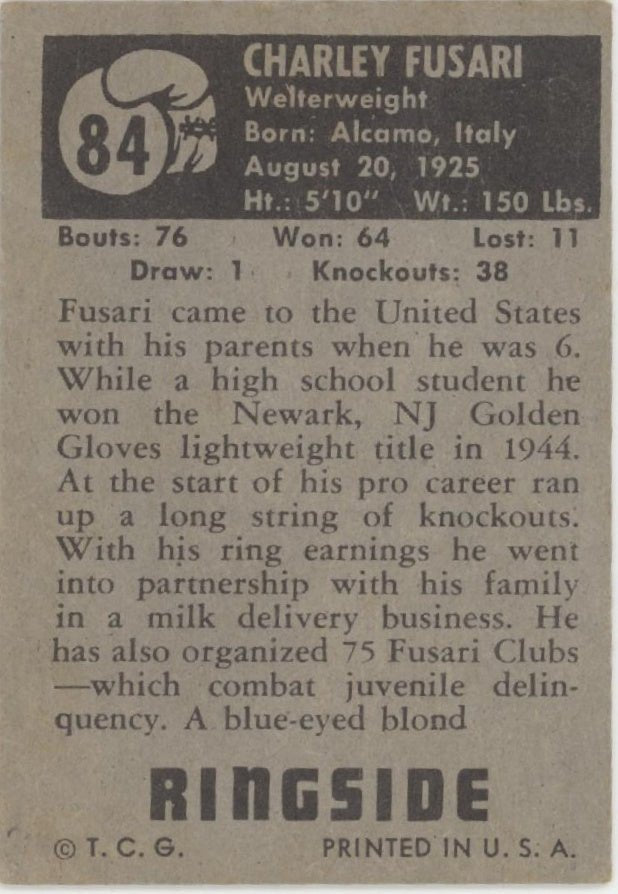 84
CHARLEY FUSARI
Welterweight
Born: Alcamo, Italy
August 20, 1925
Ht.: 5'10" Wt.: 150 Lbs.
Bouts: 76 Won: 64 Lost: 11
Draw: 1 Knockouts: 38
Fusari came to the United States
with his parents when he was 6.
While a high school student he
won the Newark, NJ Golden
Gloves lightweight title in 1944.
At the start of his pro career ran
up a long string of knockouts.
With his ring earnings he went
into partnership with his family
in a milk delivery business. He
has also organized 75 Fusari Clubs
—which combat juvenile delin-
quency. A blue-eyed blond
RINGSIDE
© T. C. G. PRINTED IN U. S. A.